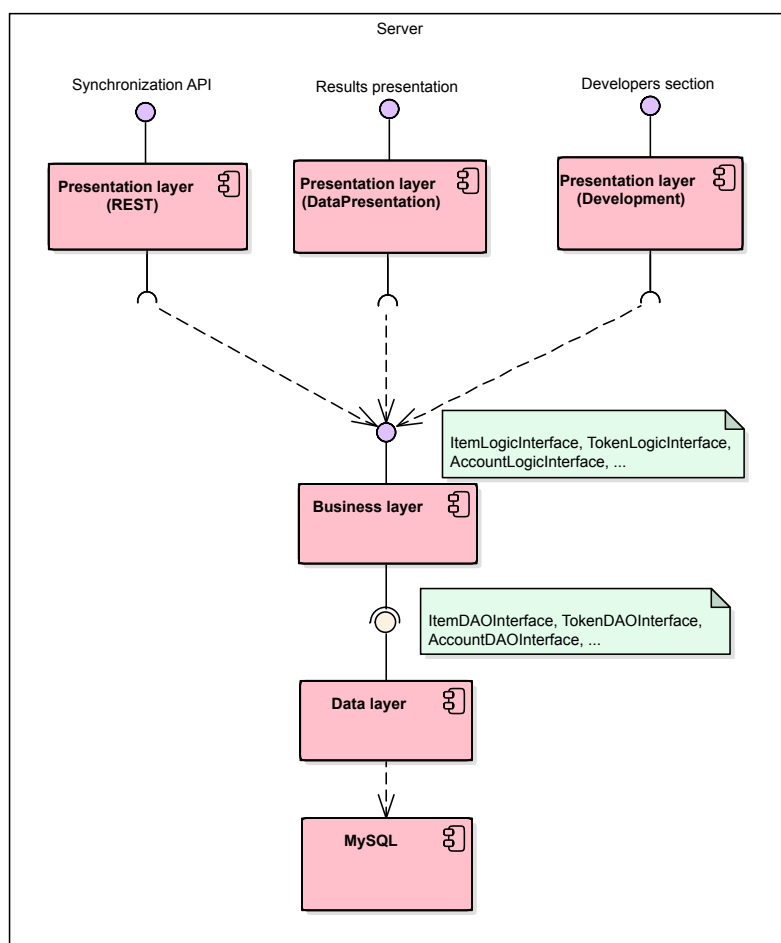 Server
Synchronization API
Results presentation
Developers section
Presentation layer
(REST)
Presentation layer
(DataPresentation)
Presentation layer
(Development)
ItemLogicInterface, TokenLogicInterface,
AccountLogicInterface, ...
Business layer
ItemDAOInterface, TokenDAOInterface,
AccountDAOInterface, ...
Data layer
MySQL